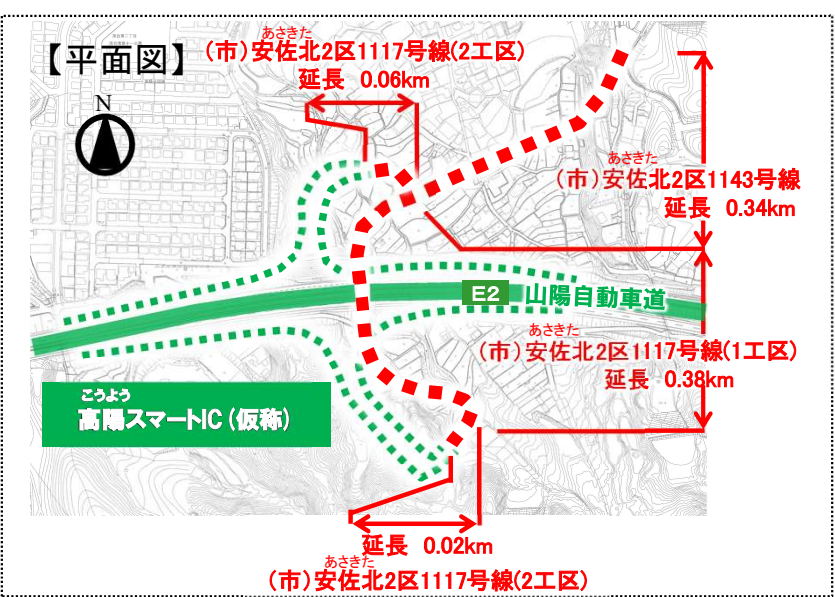 【平面図】
N
あさきた
(市)安佐北2区1117号線(2工区)
延長 0.06km
あさきた
(市)安佐北2区1143号線
延長 0.34km
E2 山陽自動車道
あさきた
(市)安佐北2区1117号線(1工区)
延長 0.38km
こうよう
高陽スマートIC(仮称)
延長 0.02km
あさきた
(市)安佐北2区1117号線(2工区)